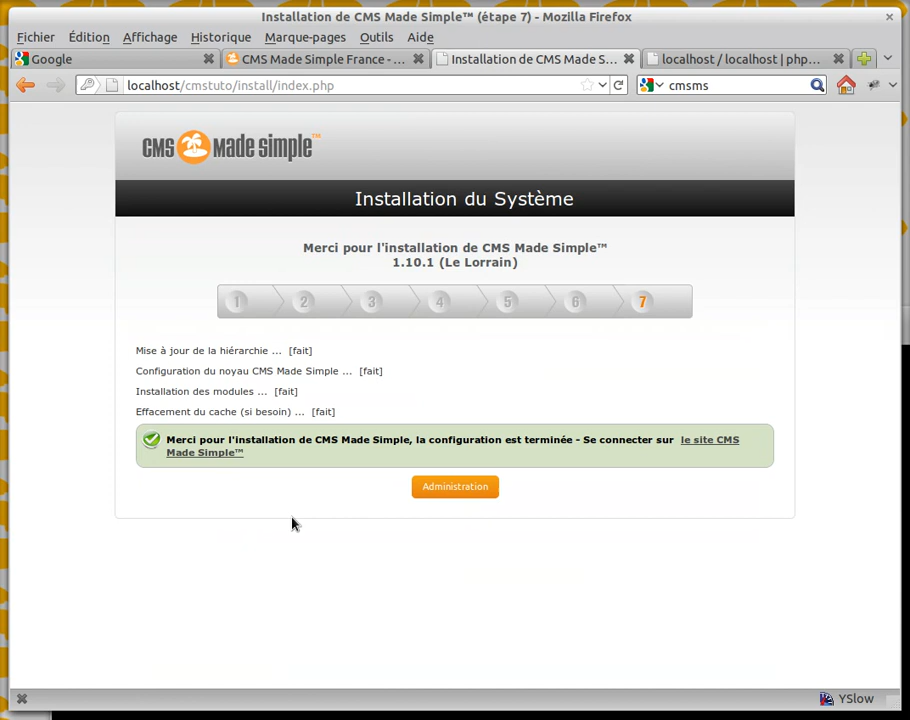 Installation de CMS Made Simple™ (étape 7) - Mozilla Firefox
Fichier Édition Affichage Historique Marque-pages Outils Aide
Google CMS Made Simple France - ... Installation de CMS Made S... localhost / localhost | php...
localhost/cmstuto/install/index.php cmsms
CMS Made Simple™
Installation du Système
Merci pour l'installation de CMS Made Simple™
1.10.1 (Le Lorrain)
1 2 3 4 5 6 7
Mise à jour de la hiérarchie ... [fait]
Configuration du noyau CMS Made Simple ... [fait]
Installation des modules ... [fait]
Effacement du cache (si besoin) ... [fait]
Merci pour l'installation de CMS Made Simple, la configuration est terminée - Se connecter sur le site CMS
Made Simple™
Administration
YSlow